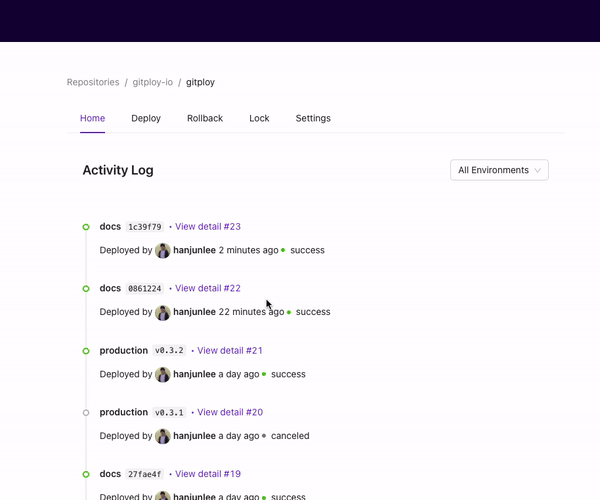 Repositories / gitploy-io / gitploy
Home Deploy Rollback Lock Settings
Activity Log
All Environments
docs 1c39f79 • View detail #23
Deployed by hanjunlee 2 minutes ago success
docs 0861224 • View detail #22
Deployed by hanjunlee 22 minutes ago success
production v0.3.2 • View detail #21
Deployed by hanjunlee a day ago success
production v0.3.1 • View detail #20
Deployed by hanjunlee a day ago canceled
docs 27fae4f • View detail #19
Deployed by hanjunlee a day ago success